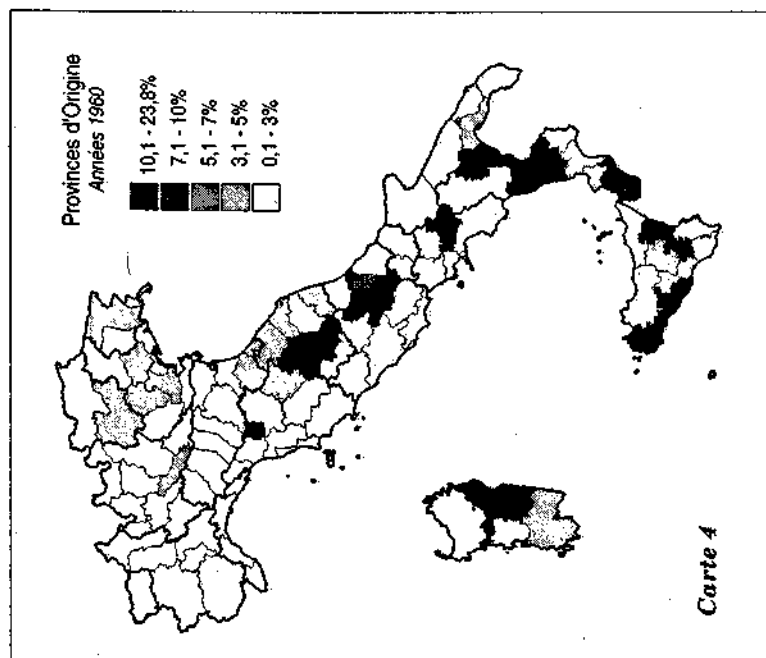 Provinces d'Origine
Années 1960
10,1 - 23,8%
7,1 - 10%
5,1 - 7%
3,1 - 5%
0,1 - 3%
Carte 4